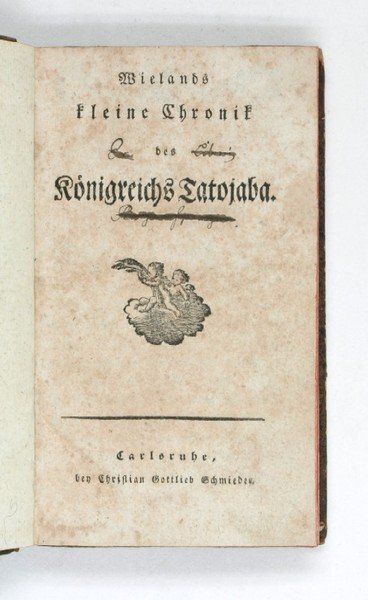 Wielands
kleine Chronik
des
Königreichs Tatojaba.
Carlsruhe,
bey Christian Gottlieb Schmieder.